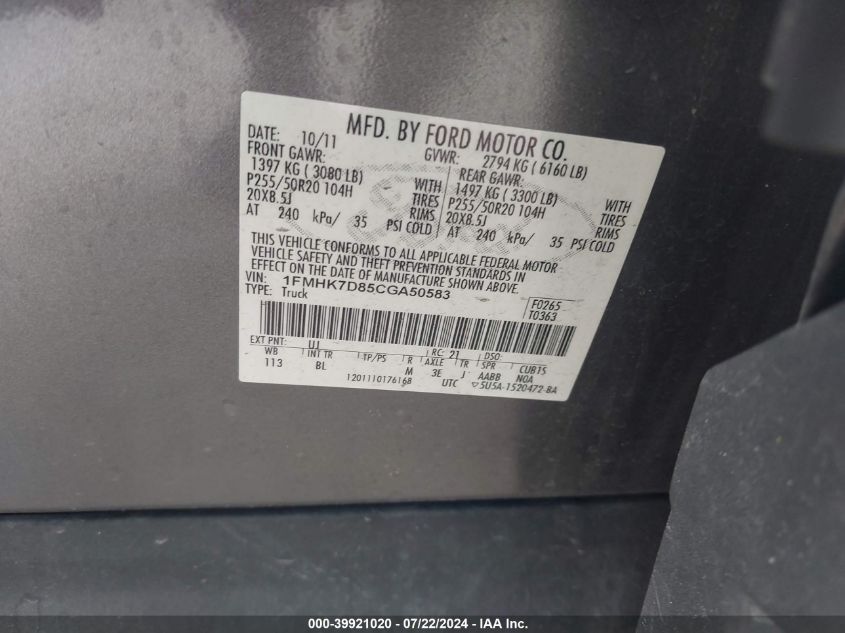 MFD. BY FORD MOTOR CO.
DATE: 10/11 GVWR: 2794 KG ( 6160 LB)
FRONT GAWR: REAR GAWR:
1397 KG ( 3080 LB) WITH 1497 KG ( 3300 LB) WITH
P255/50R20 104H TIRES P255/50R20 104H TIRES
20X8.5J RIMS 20X8.5J RIMS
AT 240 kPa/ 35 PSI COLD AT 240 kPa/ 35 PSI COLD
THIS VEHICLE CONFORMS TO ALL APPLICABLE FEDERAL MOTOR
VEHICLE SAFETY AND THEFT PREVENTION STANDARDS IN
EFFECT ON THE DATE OF MANUFACTURE SHOWN ABOVE.
VIN: 1FMHK7D85CGA50583 F0265
TYPE: Truck T0363
EXT PNT: UJ RC: 21 DSO:
WB INT TR TP/PS R AXLE TR SPR CUB15
113 BL M 3E J AABB NOA
120111017616B UTC ▽5U5A-1520472-BA
000-39921020 / 07/22/2024 - IAA Inc.